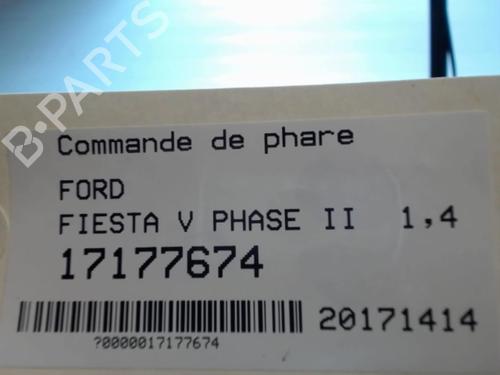 B-PARTS
Commande de phare
FORD
FIESTA V PHASE II 1,4
17177674
20171414
?0000017177674